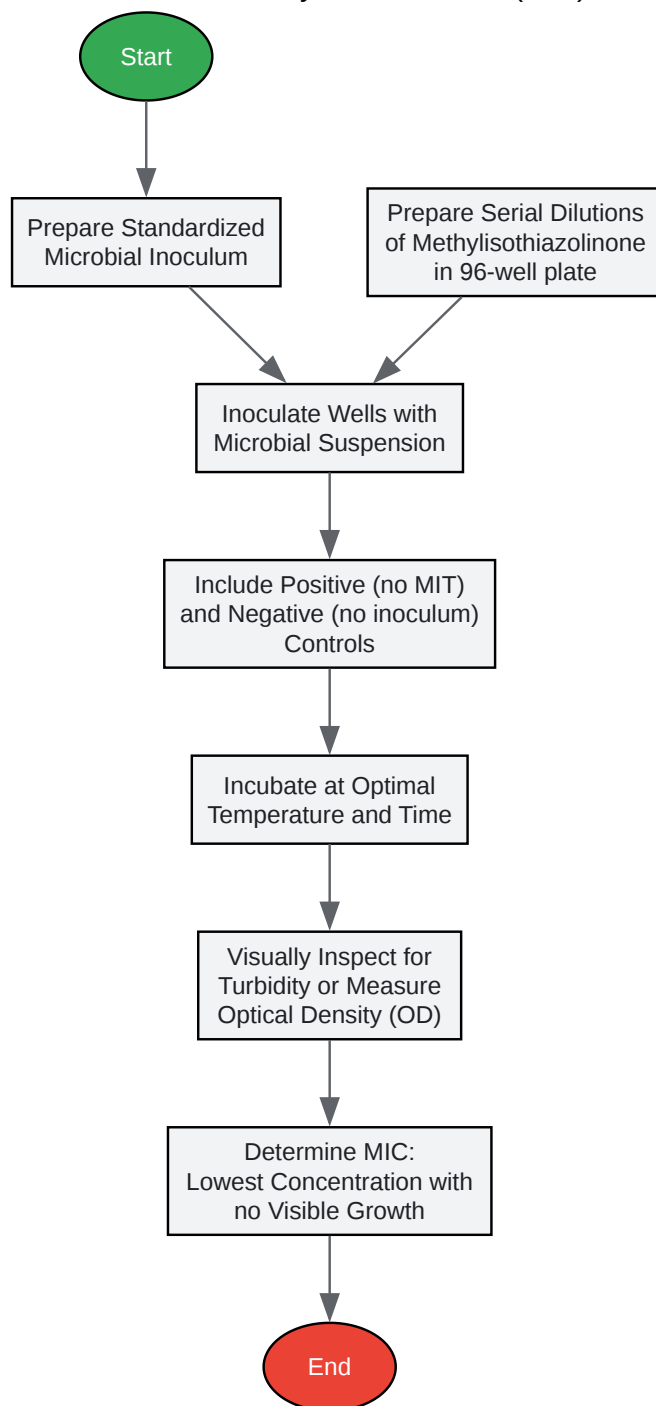 Start
Prepare Standardized
Microbial Inoculum
Prepare Serial Dilutions
of Methylisothiazolinone
in 96-well plate
Inoculate Wells with
Microbial Suspension
Include Positive (no MIT)
and Negative (no inoculum)
Controls
Incubate at Optimal
Temperature and Time
Visually Inspect for
Turbidity or Measure
Optical Density (OD)
Determine MIC:
Lowest Concentration with
no Visible Growth
End